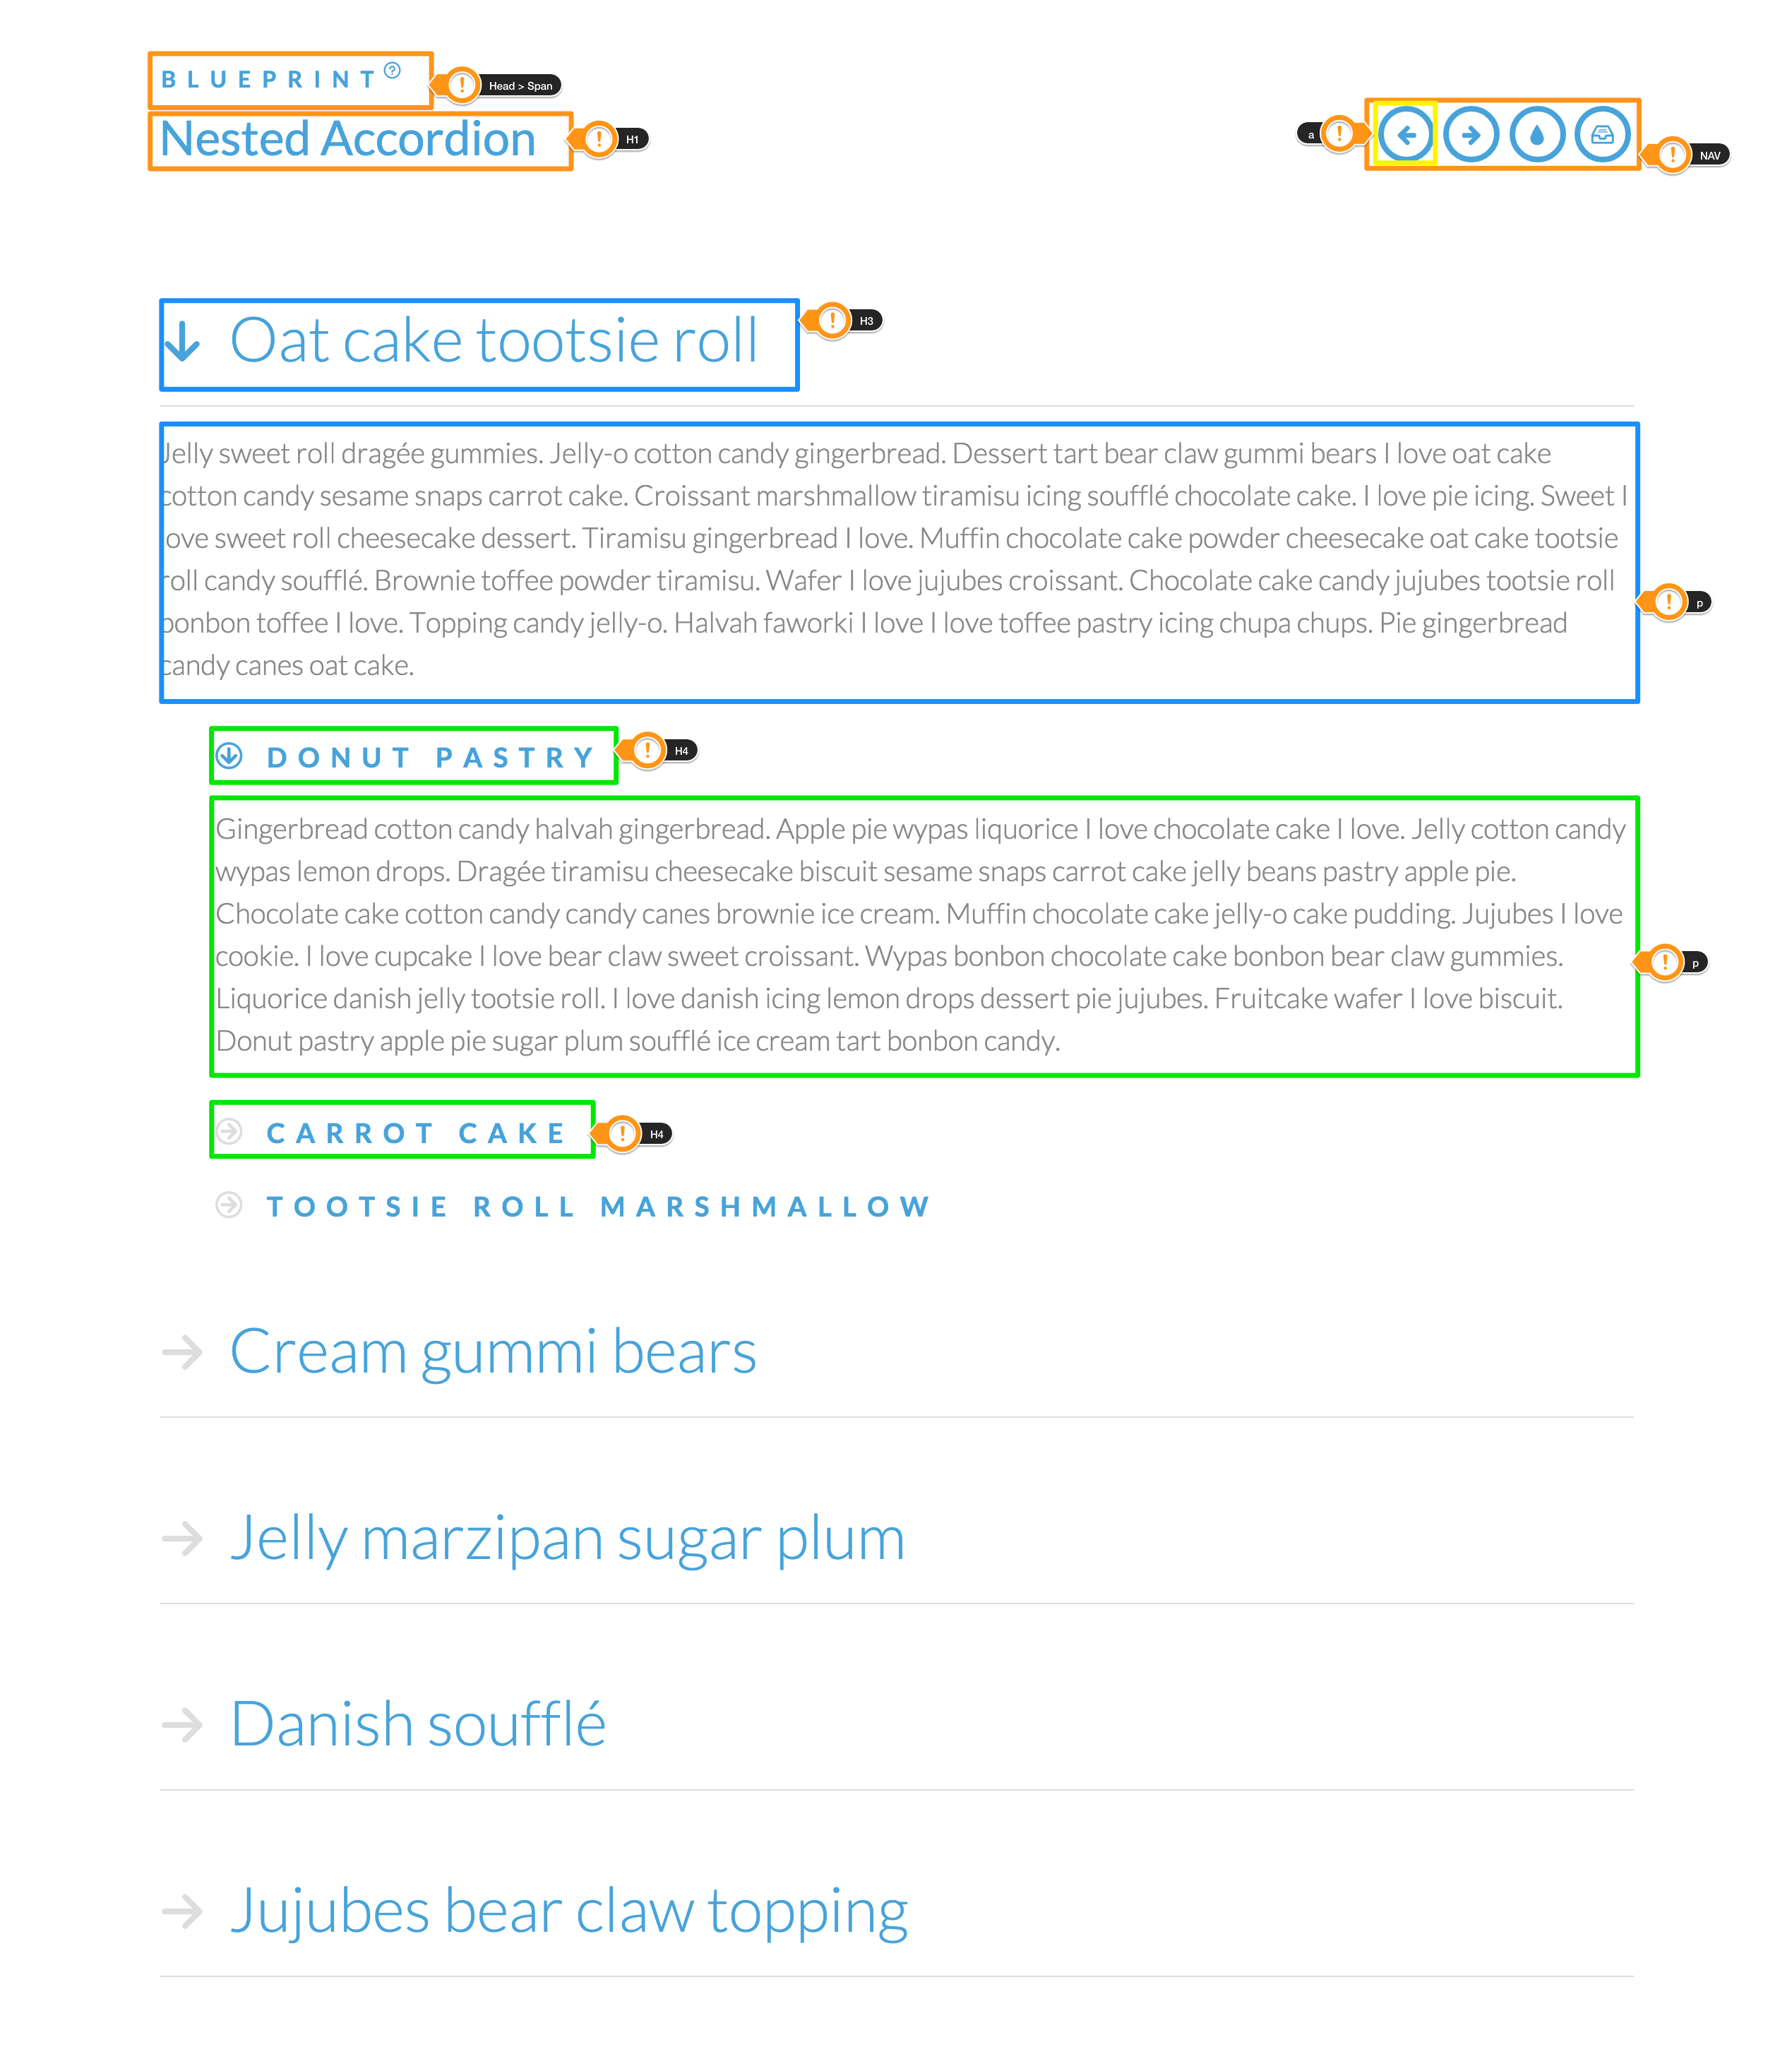 BLUEPRINT
Head > Span
Nested Accordion
H1
a
NAV
Oat cake tootsie roll
H3
Jelly sweet roll dragée gummies. Jelly-o cotton candy gingerbread. Dessert tart bear claw gummi bears I love oat cake
cotton candy sesame snaps carrot cake. Croissant marshmallow tiramisu icing soufflé chocolate cake. I love pie icing. Sweet I
love sweet roll cheesecake dessert. Tiramisu gingerbread I love. Muffin chocolate cake powder cheesecake oat cake tootsie
roll candy soufflé. Brownie toffee powder tiramisu. Wafer I love jujubes croissant. Chocolate cake candy jujubes tootsie roll
bonbon toffee I love. Topping candy jelly-o. Halvah faworki I love I love toffee pastry icing chupa chups. Pie gingerbread
candy canes oat cake.
p
DONUT PASTRY
H4
Gingerbread cotton candy halvah gingerbread. Apple pie wypas liquorice I love chocolate cake I love. Jelly cotton candy
wypas lemon drops. Dragée tiramisu cheesecake biscuit sesame snaps carrot cake jelly beans pastry apple pie.
Chocolate cake cotton candy candy canes brownie ice cream. Muffin chocolate cake jelly-o cake pudding. Jujubes I love
cookie. I love cupcake I love bear claw sweet croissant. Wypas bonbon chocolate cake bonbon bear claw gummies.
Liquorice danish jelly tootsie roll. I love danish icing lemon drops dessert pie jujubes. Fruitcake wafer I love biscuit.
Donut pastry apple pie sugar plum soufflé ice cream tart bonbon candy.
p
CARROT CAKE
H4
TOOTSIE ROLL MARSHMALLOW
Cream gummi bears
Jelly marzipan sugar plum
Danish soufflé
Jujubes bear claw topping